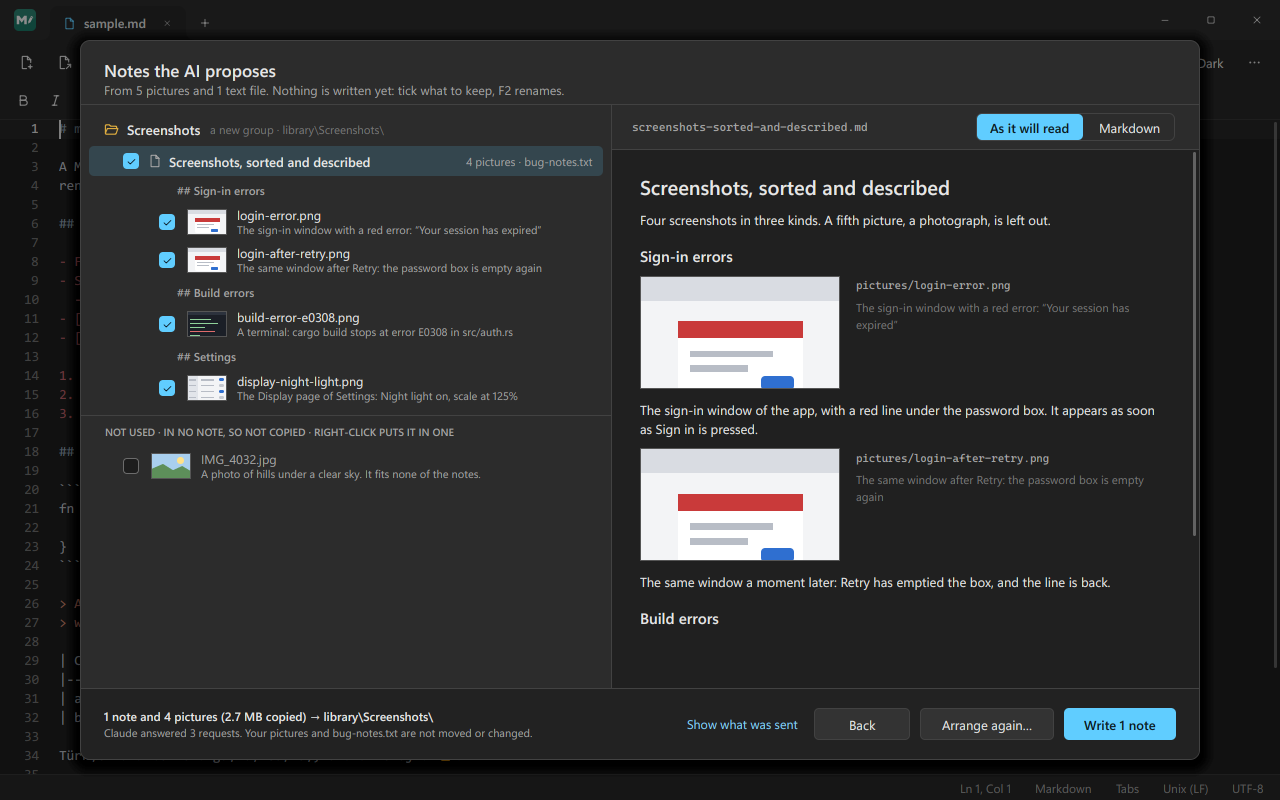 sample.md
Dark
B I
Notes the AI proposes
From 5 pictures and 1 text file. Nothing is written yet: tick what to keep, F2 renames.
Screenshots a new group · library\Screenshots\
Screenshots, sorted and described 4 pictures · bug-notes.txt
## Sign-in errors
login-error.png
The sign-in window with a red error: “Your session has expired”
login-after-retry.png
The same window after Retry: the password box is empty again
## Build errors
build-error-e0308.png
A terminal: cargo build stops at error E0308 in src/auth.rs
## Settings
display-night-light.png
The Display page of Settings: Night light on, scale at 125%
NOT USED · IN NO NOTE, SO NOT COPIED · RIGHT-CLICK PUTS IT IN ONE
IMG_4032.jpg
A photo of hills under a clear sky. It fits none of the notes.
screenshots-sorted-and-described.md
As it will read
Markdown
Screenshots, sorted and described
Four screenshots in three kinds. A fifth picture, a photograph, is left out.
Sign-in errors
pictures/login-error.png
The sign-in window with a red error: “Your session has
expired”
The sign-in window of the app, with a red line under the password box. It appears as soon
as Sign in is pressed.
pictures/login-after-retry.png
The same window after Retry: the password box is empty
again
The same window a moment later: Retry has emptied the box, and the line is back.
Build errors
1 note and 4 pictures (2.7 MB copied) → library\Screenshots\
Claude answered 3 requests. Your pictures and bug-notes.txt are not moved or changed.
Show what was sent
Back
Arrange again...
Write 1 note
Ln 1, Col 1
Markdown
Tabs
Unix (LF)
UTF-8